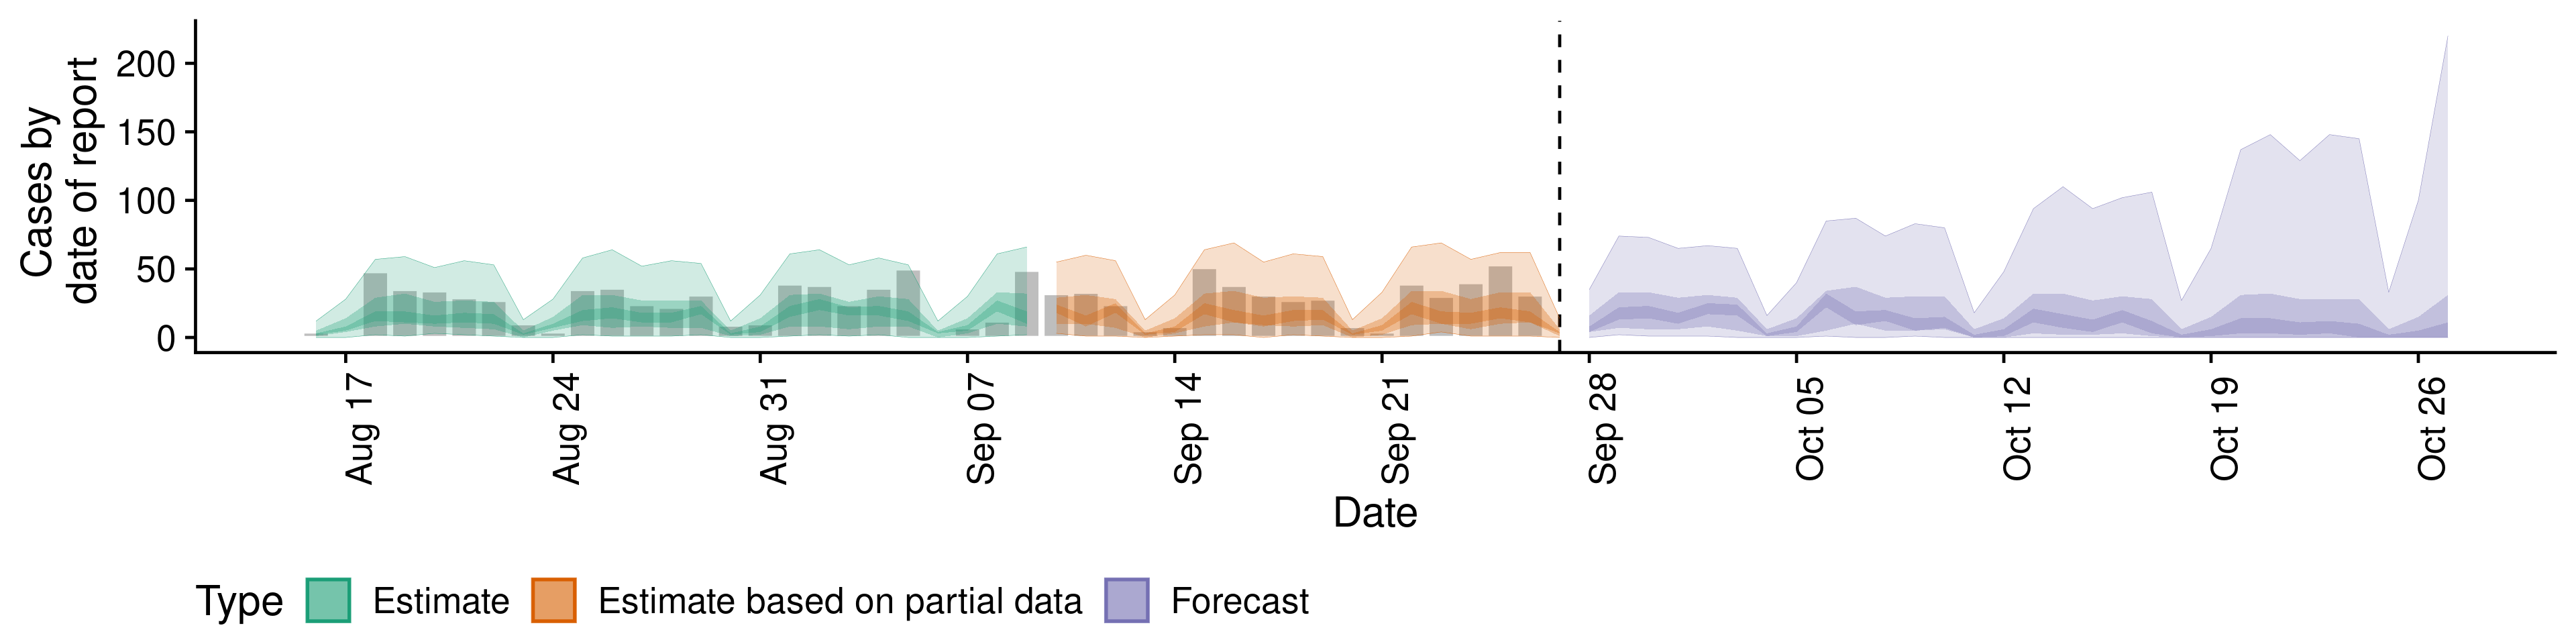 Cases by
date of report
200
150
100
50
0
Aug 17
Aug 24
Aug 31
Sep 07
Sep 14
Sep 21
Sep 28
Oct 05
Oct 12
Oct 19
Oct 26
Date
Type Estimate Estimate based on partial data Forecast